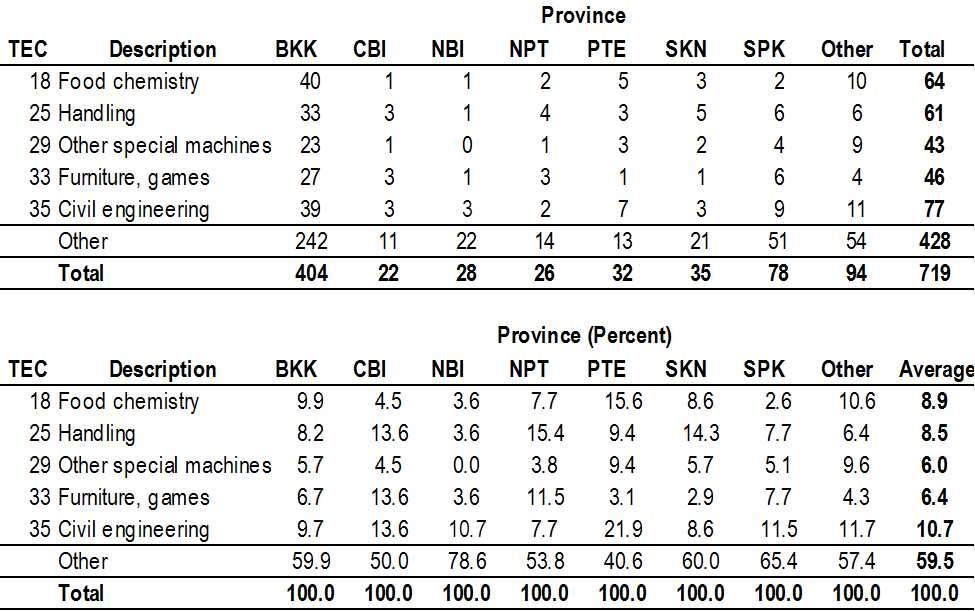 Province
TEC Description BKK CBI NBI NPT PTE SKN SPK Other Total
18 Food chemistry 40 1 1 2 5 3 2 10 64
25 Handling 33 3 1 4 3 5 6 6 61
29 Other special machines 23 1 0 1 3 2 4 9 43
33 Furniture, games 27 3 1 3 1 1 6 4 46
35 Civil engineering 39 3 3 2 7 3 9 11 77
Other 242 11 22 14 13 21 51 54 428
Total 404 22 28 26 32 35 78 94 719
Province (Percent)
TEC Description BKK CBI NBI NPT PTE SKN SPK Other Average
18 Food chemistry 9.9 4.5 3.6 7.7 15.6 8.6 2.6 10.6 8.9
25 Handling 8.2 13.6 3.6 15.4 9.4 14.3 7.7 6.4 8.5
29 Other special machines 5.7 4.5 0.0 3.8 9.4 5.7 5.1 9.6 6.0
33 Furniture, games 6.7 13.6 3.6 11.5 3.1 2.9 7.7 4.3 6.4
35 Civil engineering 9.7 13.6 10.7 7.7 21.9 8.6 11.5 11.7 10.7
Other 59.9 50.0 78.6 53.8 40.6 60.0 65.4 57.4 59.5
Total 100.0 100.0 100.0 100.0 100.0 100.0 100.0 100.0 100.0